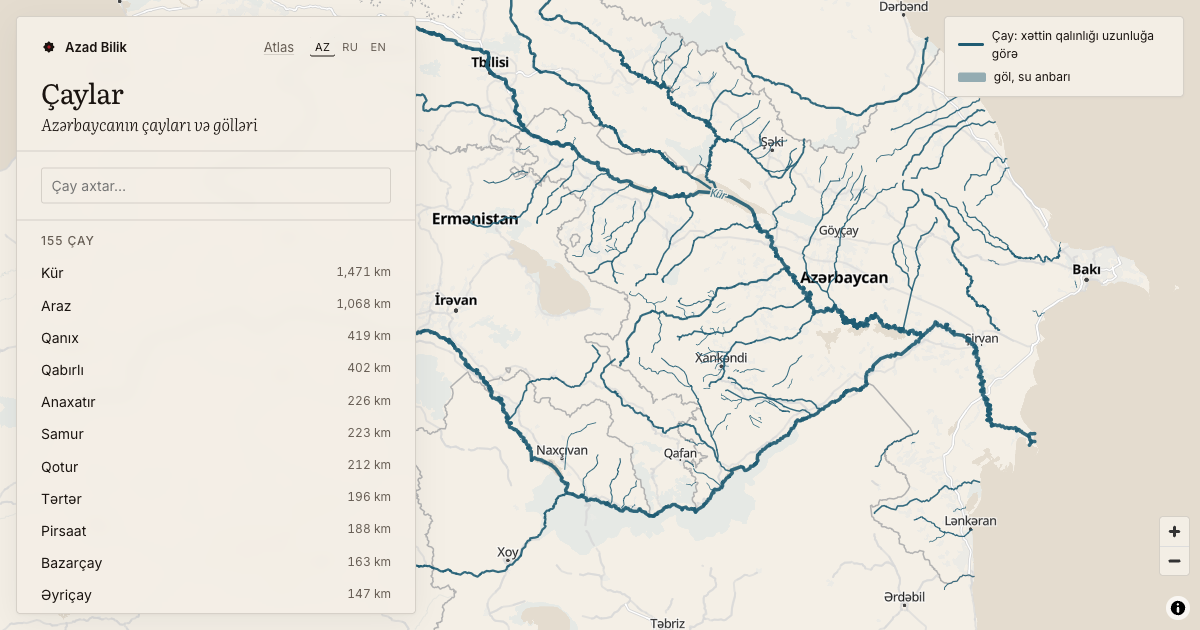 Azad Bilik
Atlas AZ RU EN
Çaylar
Azərbaycanın çayları və gölləri
Çay axtar...
155 ÇAY
Kür 1,471 km
Araz 1,068 km
Qanıx 419 km
Qabırlı 402 km
Anaxatır 226 km
Samur 223 km
Qotur 212 km
Tərtər 196 km
Pirsaat 188 km
Bazarçay 163 km
Əyriçay 147 km
Çay: xəttin qalınlığı uzunluğa
görə
göl, su anbarı
Dərbənd
Tbilisi
Şəki
Kür
Ermənistan
Göyçay
Bakı
Azərbaycan
İrəvan
Şirvan
Xankəndi
Naxçıvan
Qafan
Lənkəran
Xoy
Ərdəbil
Təbriz